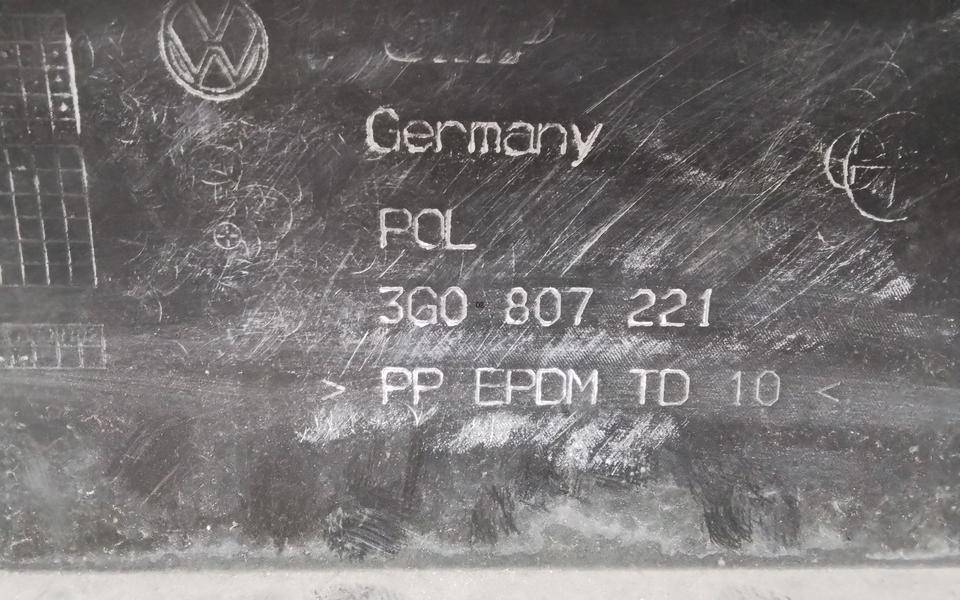 Germany
POL
3G0 807 221
> PP EPDM TD 10 <